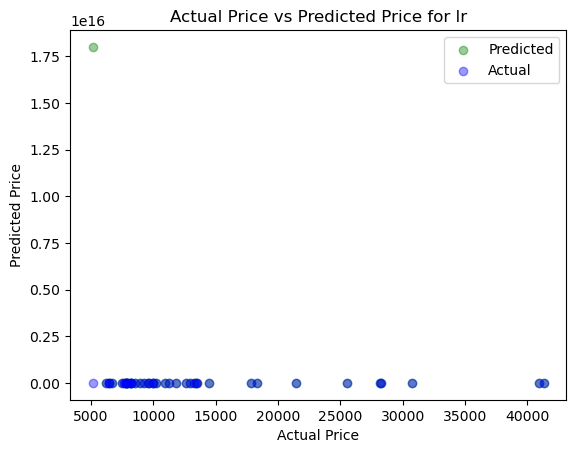 Actual Price vs Predicted Price for lr
1e16
Predicted
Actual
1.75
1.50
1.25
1.00
0.75
0.50
0.25
0.00
Predicted Price
5000 10000 15000 20000 25000 30000 35000 40000
Actual Price